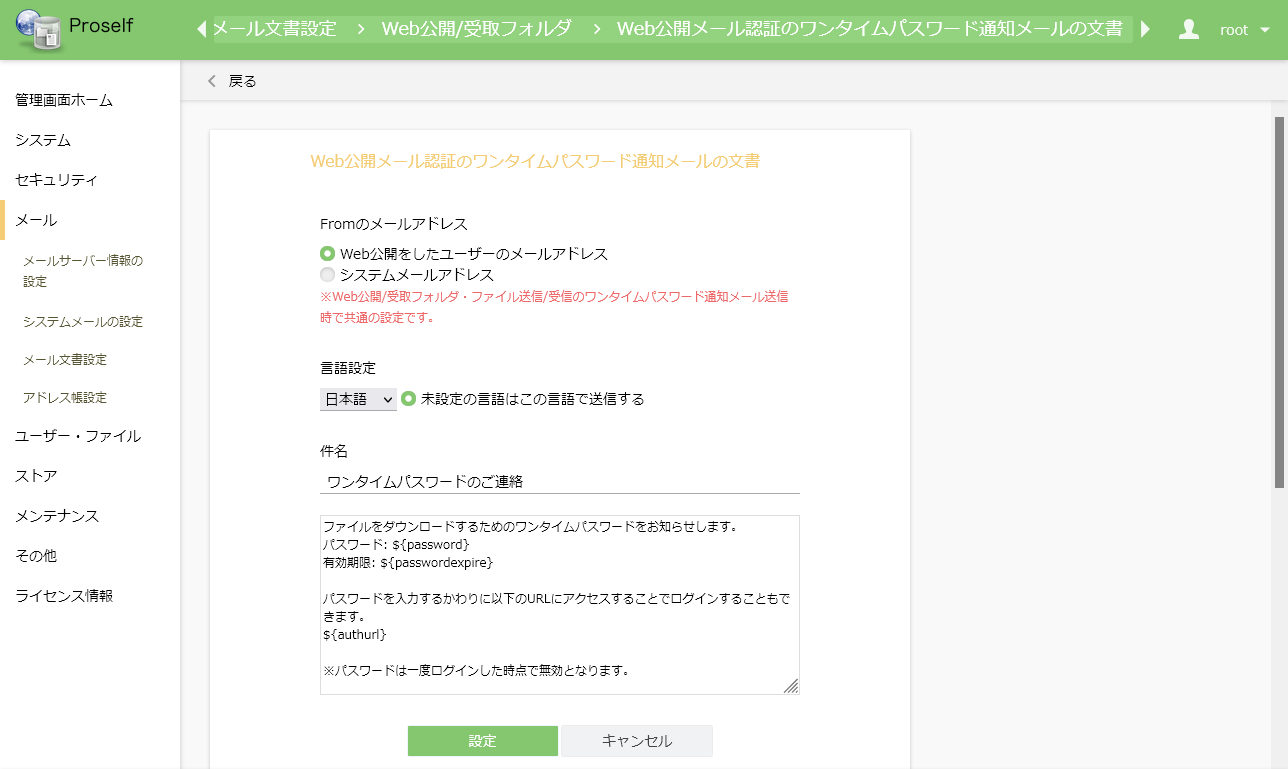 Proself
メール文書設定 > Web公開/受取フォルダ > Web公開メール認証のワンタイムパスワード通知メールの文書
root
戻る
管理画面ホーム
システム
セキュリティ
メール
メールサーバー情報の
設定
システムメールの設定
メール文書設定
アドレス帳設定
ユーザー・ファイル
ストア
メンテナンス
その他
ライセンス情報
Web公開メール認証のワンタイムパスワード通知メールの文書
Fromのメールアドレス
Web公開をしたユーザーのメールアドレス
システムメールアドレス
※Web公開/受取フォルダ・ファイル送信/受信のワンタイムパスワード通知メール送信
時で共通の設定です。
言語設定
日本語 未設定の言語はこの言語で送信する
件名
ワンタイムパスワードのご連絡
ファイルをダウンロードするためのワンタイムパスワードをお知らせします。
パスワード: ${password}
有効期限: ${passwordexpire}
パスワードを入力するかわりに以下のURLにアクセスすることでログインすることもで
きます。
${authurl}
※パスワードは一度ログインした時点で無効となります。
設定
キャンセル